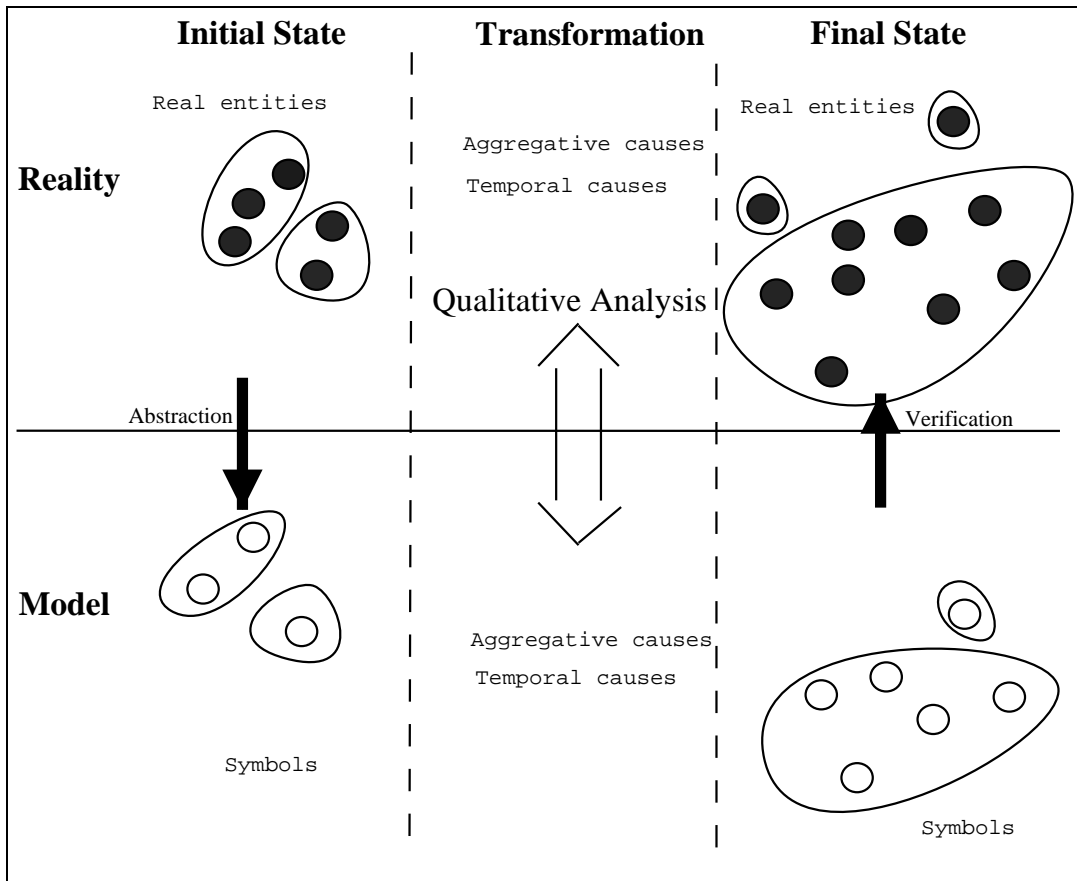 Initial State
Transformation
Final State
Real entities
Real entities
Aggregative causes
Reality
Temporal causes
Qualitative Analysis
Abstraction
Verification
Model
Aggregative causes
Temporal causes
Symbols
Symbols